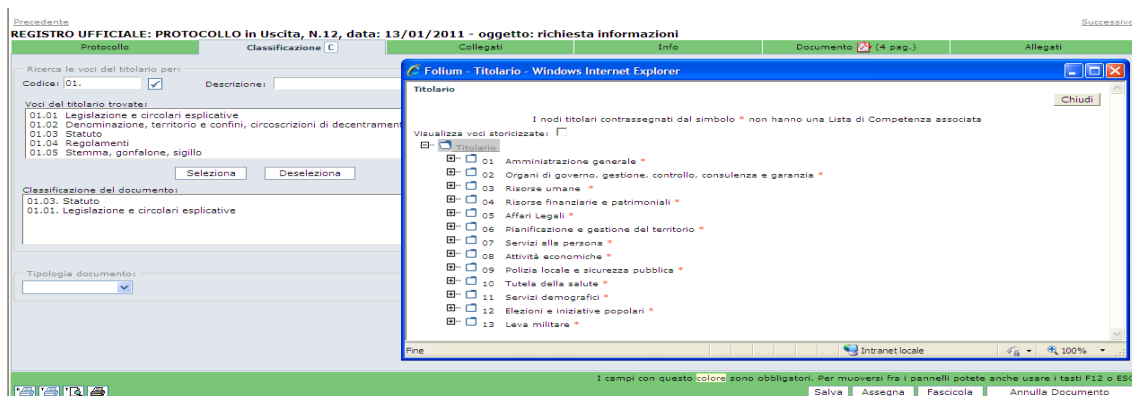 Precedente
Successivo
REGISTRO UFFICIALE: PROTOCOLLO in Uscita, N.12, data: 13/01/2011 - oggetto: richiesta informazioni
Protocollo
Classificazione C
Collegati
Info
Documento (4 pag.)
Allegati
Ricerca le voci del titolario per:
Codice: 01.
Descrizione:
Voci del titolario trovate:
01.01 Legislazione e circolari esplicative
01.02 Denominazione, territorio e confini, circoscrizioni di decentrament
01.03 Statuto
01.04 Regolamenti
01.05 Stemma, gonfalone, sigillo
Seleziona
Deseleziona
Classificazione del documento:
01.03. Statuto
01.01. Legislazione e circolari esplicative
Tipologia documento:
Folium - Titolario - Windows Internet Explorer
Titolario
Chiudi
I nodi titolari contrassegnati dal simbolo * non hanno una Lista di Competenza associata
Visualizza voci storicizzate:
Titolario
01 Amministrazione generale *
02 Organi di governo, gestione, controllo, consulenza e garanzia *
03 Risorse umane *
04 Risorse finanziarie e patrimoniali *
05 Affari Legali *
06 Pianificazione e gestione del territorio *
07 Servizi alla persona *
08 Attività economiche *
09 Polizia locale e sicurezza pubblica *
10 Tutela della salute *
11 Servizi demografici *
12 Elezioni e iniziative popolari *
13 Leva militare *
Fine
Intranet locale
100%
I campi con questo colore sono obbligatori. Per muoversi fra i pannelli potete anche usare i tasti F12 o ESC
Salva
Assegna
Fascicola
Annulla Documento